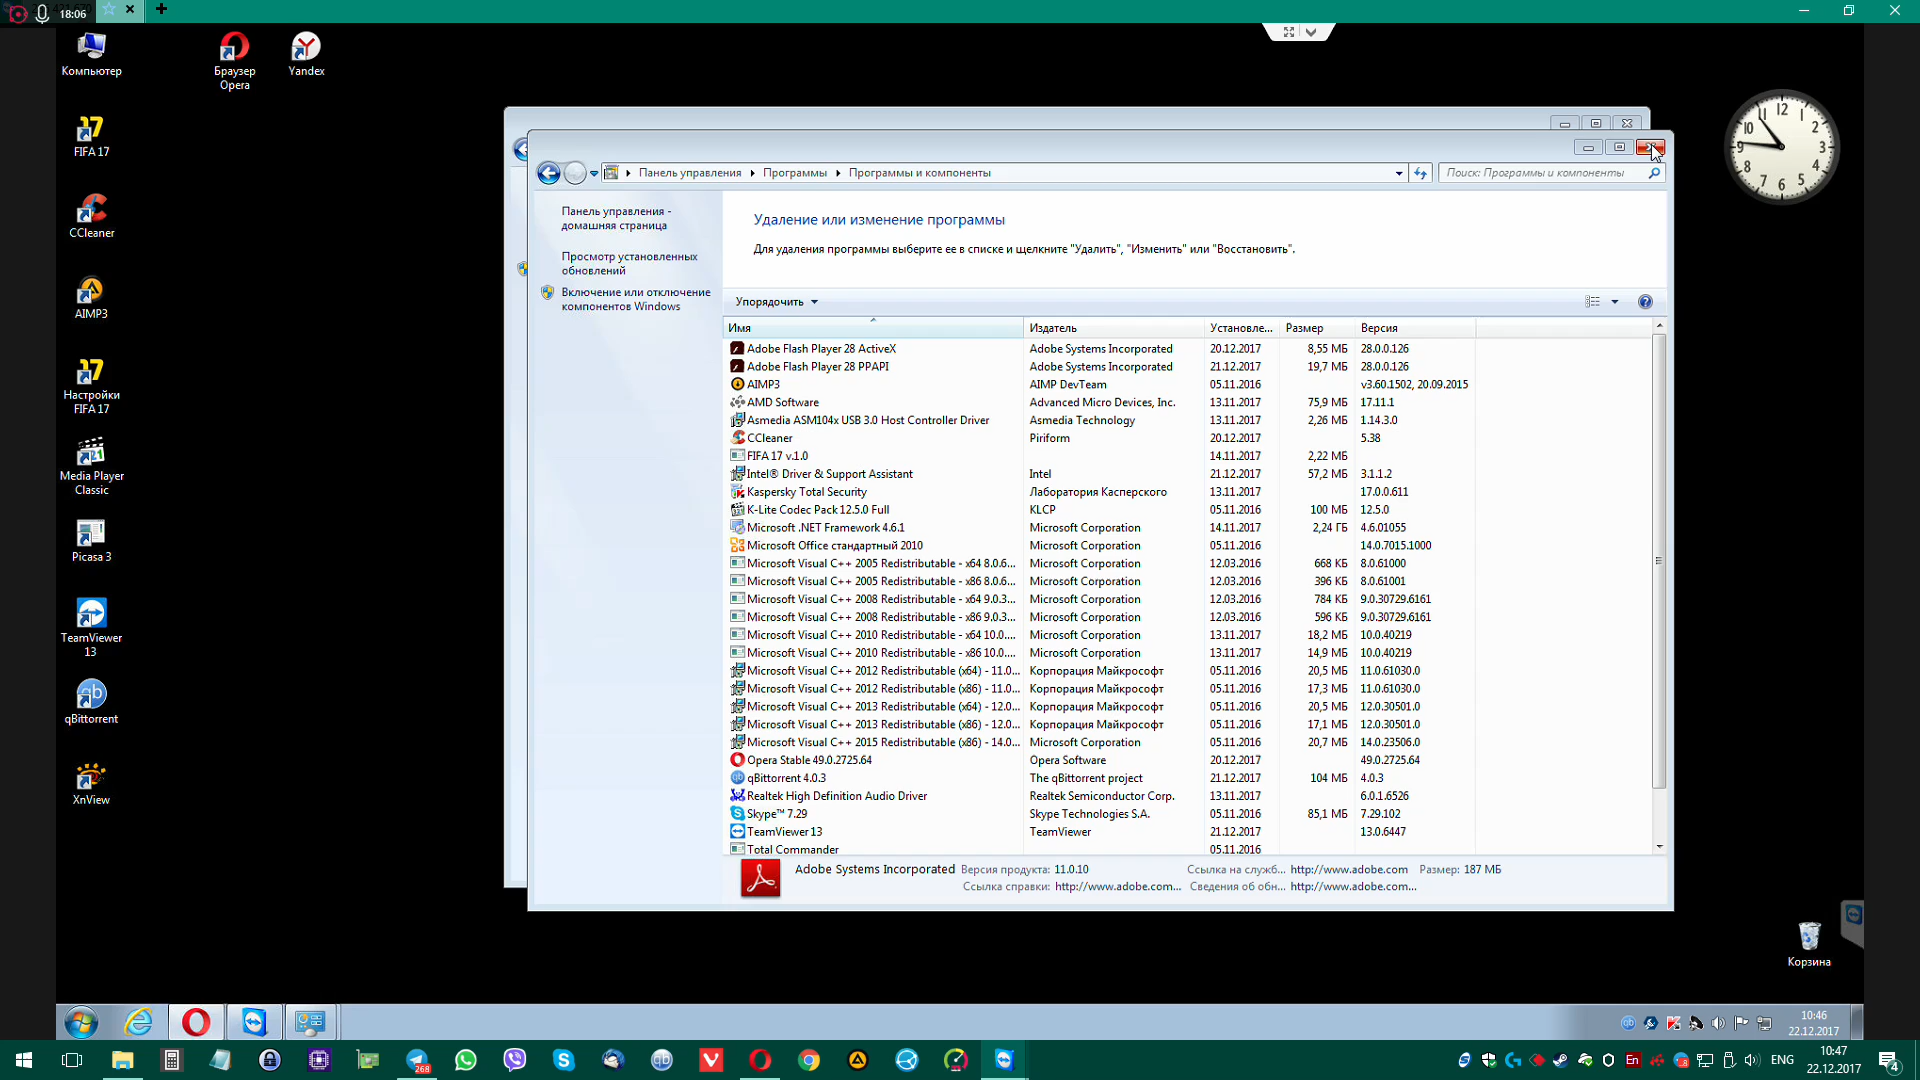 18:06
Компьютер
Браузер
Opera
Yandex
17
FIFA 17
CCleaner
AIMP3
17
Настройки
FIFA 17
Media Player
Classic
Picasa 3
TeamViewer
13
qb
qBittorrent
XnView
12
1
2
3
4
5
6
7
8
9
10
11
Панель управления
Программы
Программы и компоненты
Поиск: Программы и компоненты
Панель управления -
домашняя страница
Просмотр установленных
обновлений
Включение или отключение
компонентов Windows
Удаление или изменение программы
Для удаления программы выберите ее в списке и щелкните "Удалить", "Изменить" или "Восстановить".
Упорядочить
Имя Издатель Установле... Размер Версия
Adobe Flash Player 28 ActiveX Adobe Systems Incorporated 20.12.2017 8,55 МБ 28.0.0.126
Adobe Flash Player 28 PPAPI Adobe Systems Incorporated 21.12.2017 19,7 МБ 28.0.0.126
AIMP3 AIMP DevTeam 05.11.2016 v3.60.1502, 20.09.2015
AMD Software Advanced Micro Devices, Inc. 13.11.2017 75,9 МБ 17.11.1
Asmedia ASM104x USB 3.0 Host Controller Driver Asmedia Technology 13.11.2017 2,26 МБ 1.14.3.0
CCleaner Piriform 20.12.2017 5.38
FIFA 17 v.1.0 14.11.2017 2,22 МБ
Intel® Driver & Support Assistant Intel 21.12.2017 57,2 МБ 3.1.1.2
Kaspersky Total Security Лаборатория Касперского 13.11.2017 17.0.0.611
K-Lite Codec Pack 12.5.0 Full KLCP 05.11.2016 100 МБ 12.5.0
Microsoft .NET Framework 4.6.1 Microsoft Corporation 14.11.2017 2,24 ГБ 4.6.01055
Microsoft Office стандартный 2010 Microsoft Corporation 05.11.2016 14.0.7015.1000
Microsoft Visual C++ 2005 Redistributable - x64 8.0.6... Microsoft Corporation 12.03.2016 668 КБ 8.0.61000
Microsoft Visual C++ 2005 Redistributable - x86 8.0.6... Microsoft Corporation 12.03.2016 396 КБ 8.0.61001
Microsoft Visual C++ 2008 Redistributable - x64 9.0.3... Microsoft Corporation 12.03.2016 784 КБ 9.0.30729.6161
Microsoft Visual C++ 2008 Redistributable - x86 9.0.3... Microsoft Corporation 12.03.2016 596 КБ 9.0.30729.6161
Microsoft Visual C++ 2010 Redistributable - x64 10.0.... Microsoft Corporation 13.11.2017 18,2 МБ 10.0.40219
Microsoft Visual C++ 2010 Redistributable - x86 10.0.... Microsoft Corporation 13.11.2017 14,9 МБ 10.0.40219
Microsoft Visual C++ 2012 Redistributable (x64) - 11.0... Корпорация Майкрософт 05.11.2016 20,5 МБ 11.0.61030.0
Microsoft Visual C++ 2012 Redistributable (x86) - 11.0... Корпорация Майкрософт 05.11.2016 17,3 МБ 11.0.61030.0
Microsoft Visual C++ 2013 Redistributable (x64) - 12.0... Корпорация Майкрософт 05.11.2016 20,5 МБ 12.0.30501.0
Microsoft Visual C++ 2013 Redistributable (x86) - 12.0... Корпорация Майкрософт 05.11.2016 17,1 МБ 12.0.30501.0
Microsoft Visual C++ 2015 Redistributable (x86) - 14.0... Microsoft Corporation 05.11.2016 20,7 МБ 14.0.23506.0
Opera Stable 49.0.2725.64 Opera Software 20.12.2017 49.0.2725.64
qBittorrent 4.0.3 The qBittorrent project 21.12.2017 104 МБ 4.0.3
Realtek High Definition Audio Driver Realtek Semiconductor Corp. 13.11.2017 6.0.1.6526
Skype™ 7.29 Skype Technologies S.A. 05.11.2016 85,1 МБ 7.29.102
TeamViewer 13 TeamViewer 21.12.2017 13.0.6447
Total Commander 05.11.2016
Adobe Systems Incorporated Версия продукта: 11.0.10 Ссылка на служб... http://www.adobe.com Размер: 187 МБ
Ссылка справки: http://www.adobe.com... Сведения об обн... http://www.adobe.com...
Корзина
10:46
22.12.2017
268
En
ENG
10:47
22.12.2017
4